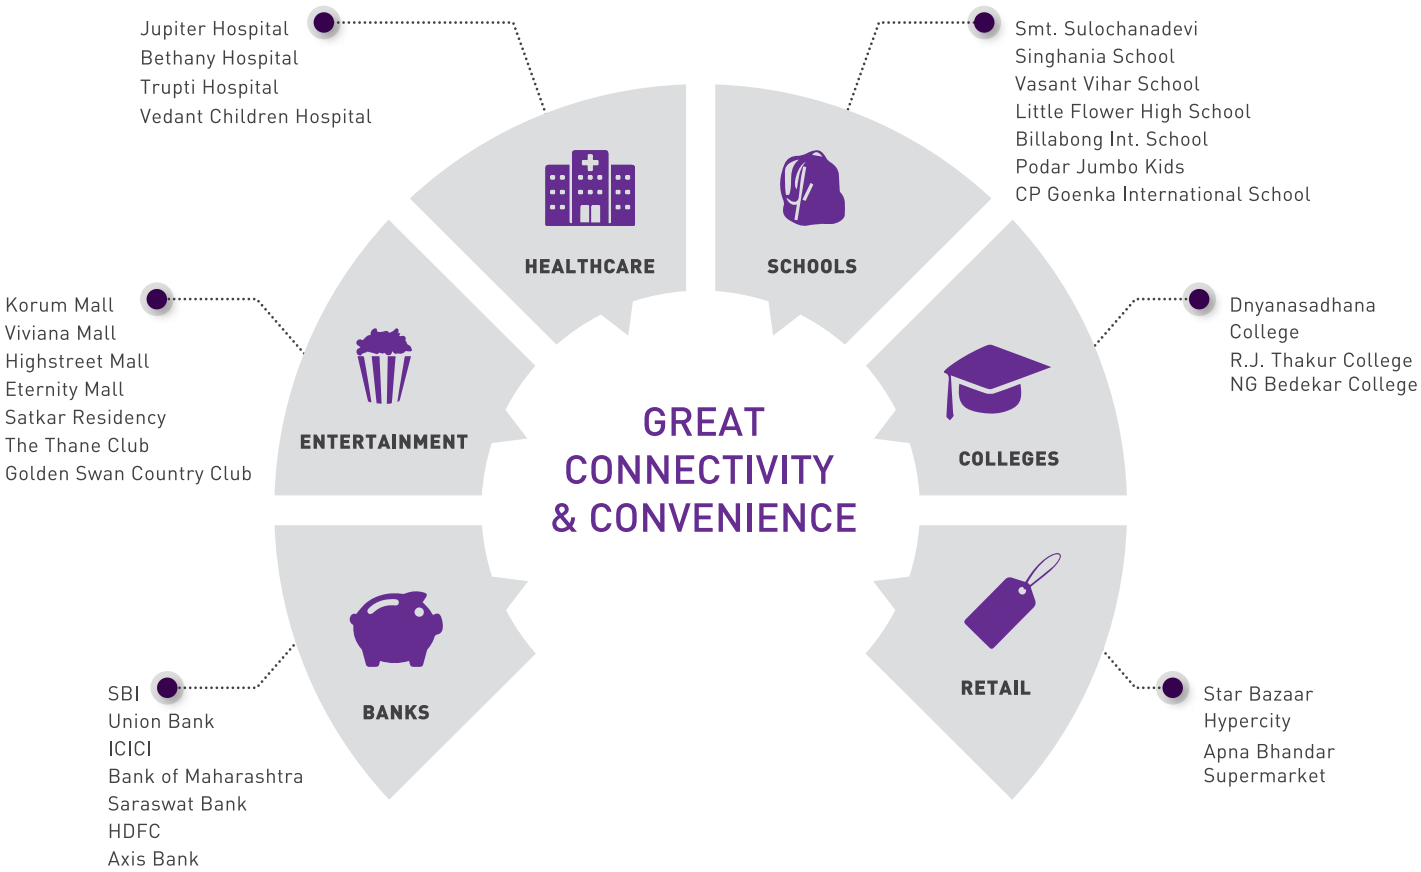 Jupiter Hospital
Bethany Hospital
Trupti Hospital
Vedant Children Hospital
Smt. Sulochanadevi
Singhania School
Vasant Vihar School
Little Flower High School
Billabong Int. School
Podar Jumbo Kids
CP Goenka International School
HEALTHCARE
SCHOOLS
Korum Mall
Viviana Mall
Highstreet Mall
Eternity Mall
Satkar Residency
The Thane Club
Golden Swan Country Club
ENTERTAINMENT
GREAT
CONNECTIVITY
& CONVENIENCE
COLLEGES
Dnyanasadhana
College
R.J. Thakur College
NG Bedekar College
BANKS
SBI
Union Bank
ICICI
Bank of Maharashtra
Saraswat Bank
HDFC
Axis Bank
RETAIL
Star Bazaar
Hypercity
Apna Bhandar
Supermarket